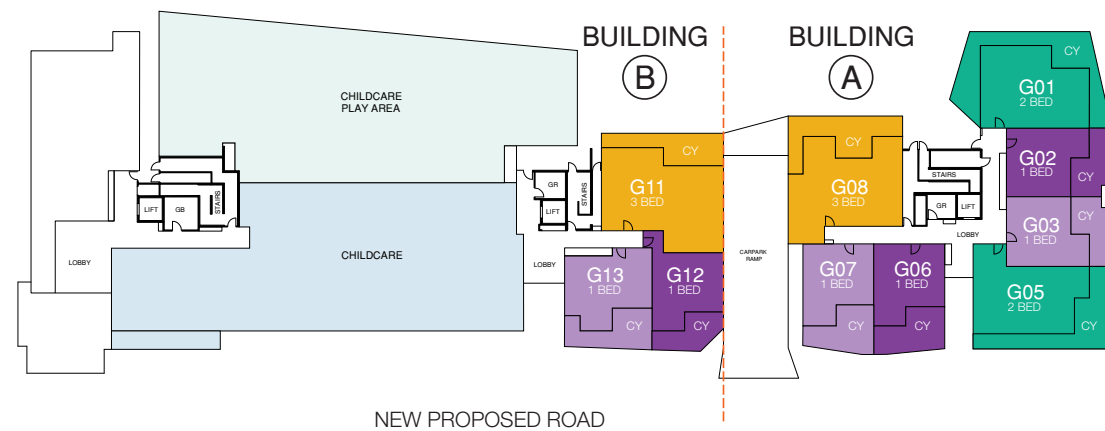 BUILDING
B
BUILDING
A
CY
G01
2 BED
CHILDCARE
PLAY AREA
CY
CY
G02
1 BED
CY
STAIRS
G11
3 BED
G08
3 BED
GR
STAIRS
STAIRS
LIFT
GB
LIFT
GR
LIFT
CY
G03
1 BED
LOBBY
LOBBY
CHILDCARE
LOBBY
CARPARK
RAMP
G13
1 BED
G12
1 BED
G07
1 BED
G06
1 BED
G05
2 BED
CY
CY
CY
CY
CY
NEW PROPOSED ROAD